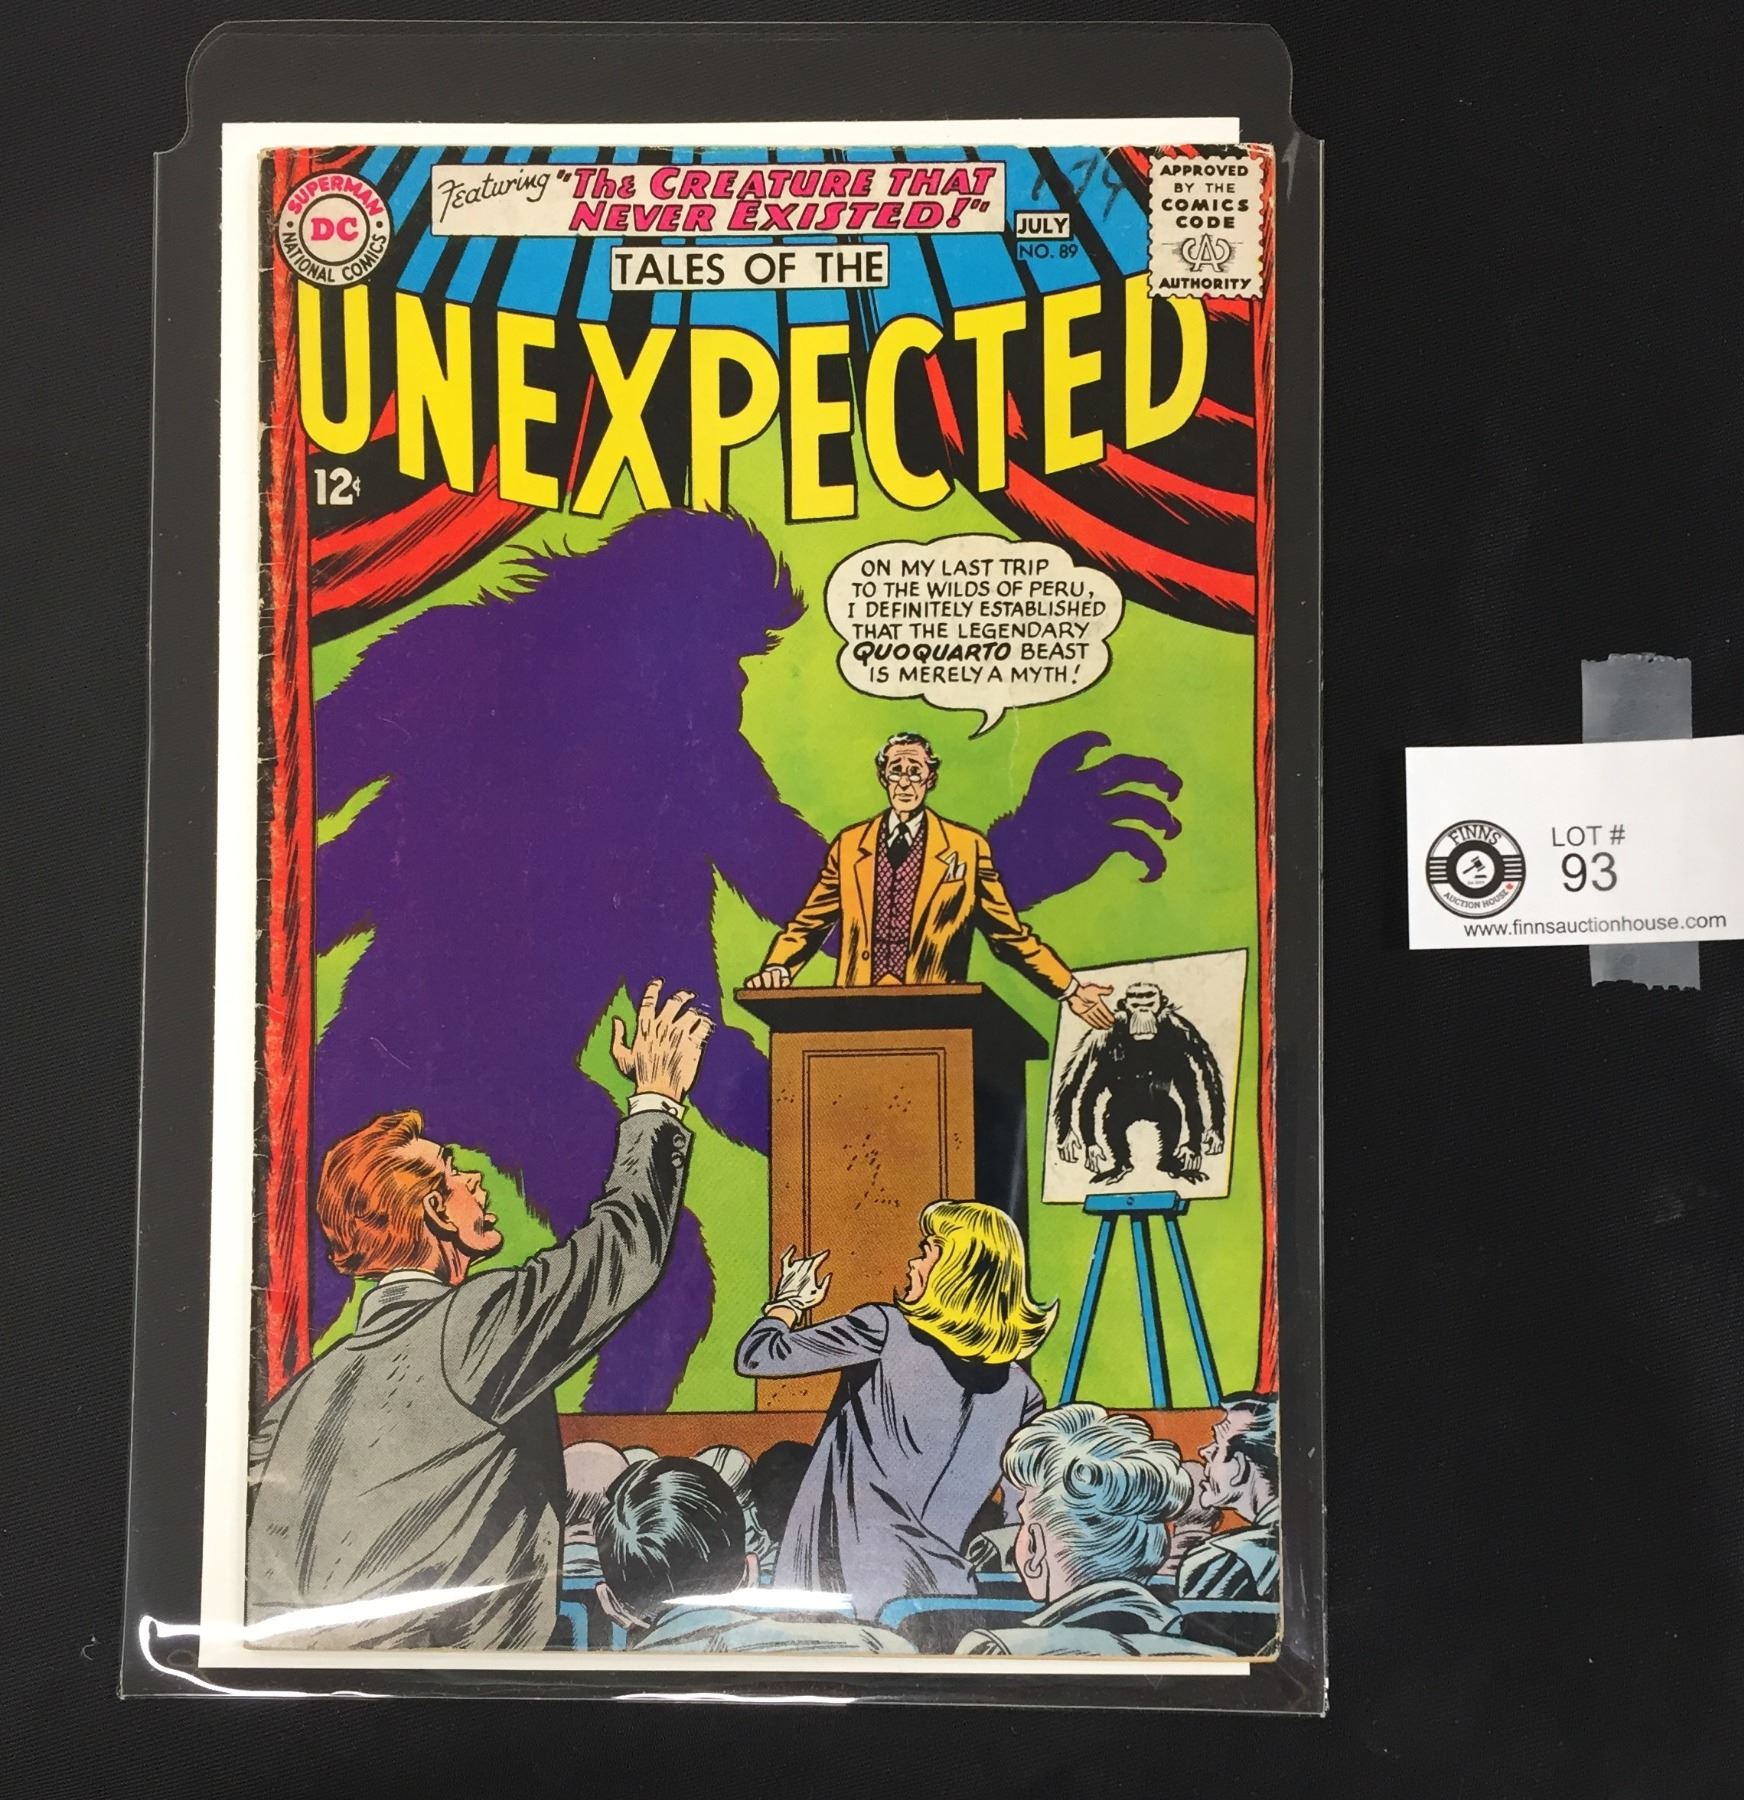 SUPERMAN
DC
NATIONAL COMICS
Featuring "The CREATURE THAT
NEVER EXISTED!"
JULY
NO. 89
APPROVED
BY THE
COMICS
CODE
CA
AUTHORITY
TALES OF THE
UNEXPECTED
12¢
ON MY LAST TRIP
TO THE WILDS OF PERU,
I DEFINITELY ESTABLISHED
THAT THE LEGENDARY
QUOQUARTO BEAST
IS MERELY A MYTH!
FINNS
AUCTION HOUSE
LOT #
93
www.finnsauctionhouse.com